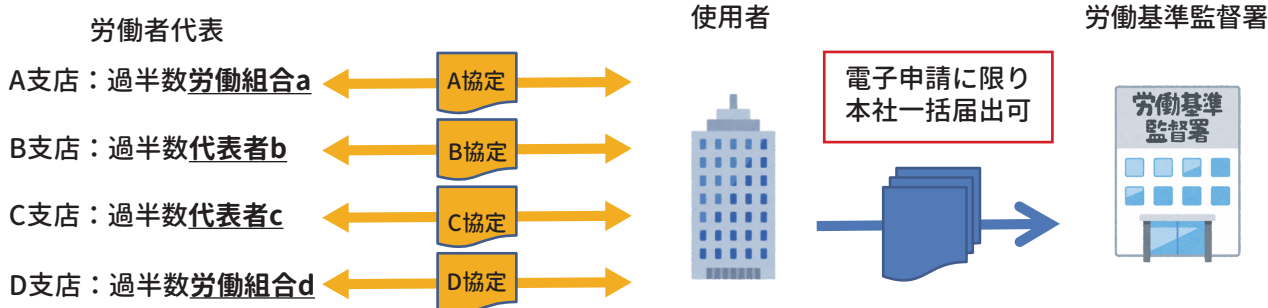 労働者代表
使用者
労働基準監督署
A支店：過半数労働組合a
A協定
B支店：過半数代表者b
B協定
C支店：過半数代表者c
C協定
D支店：過半数労働組合d
D協定
電子申請に限り
本社一括届出可
労働基準
監督署